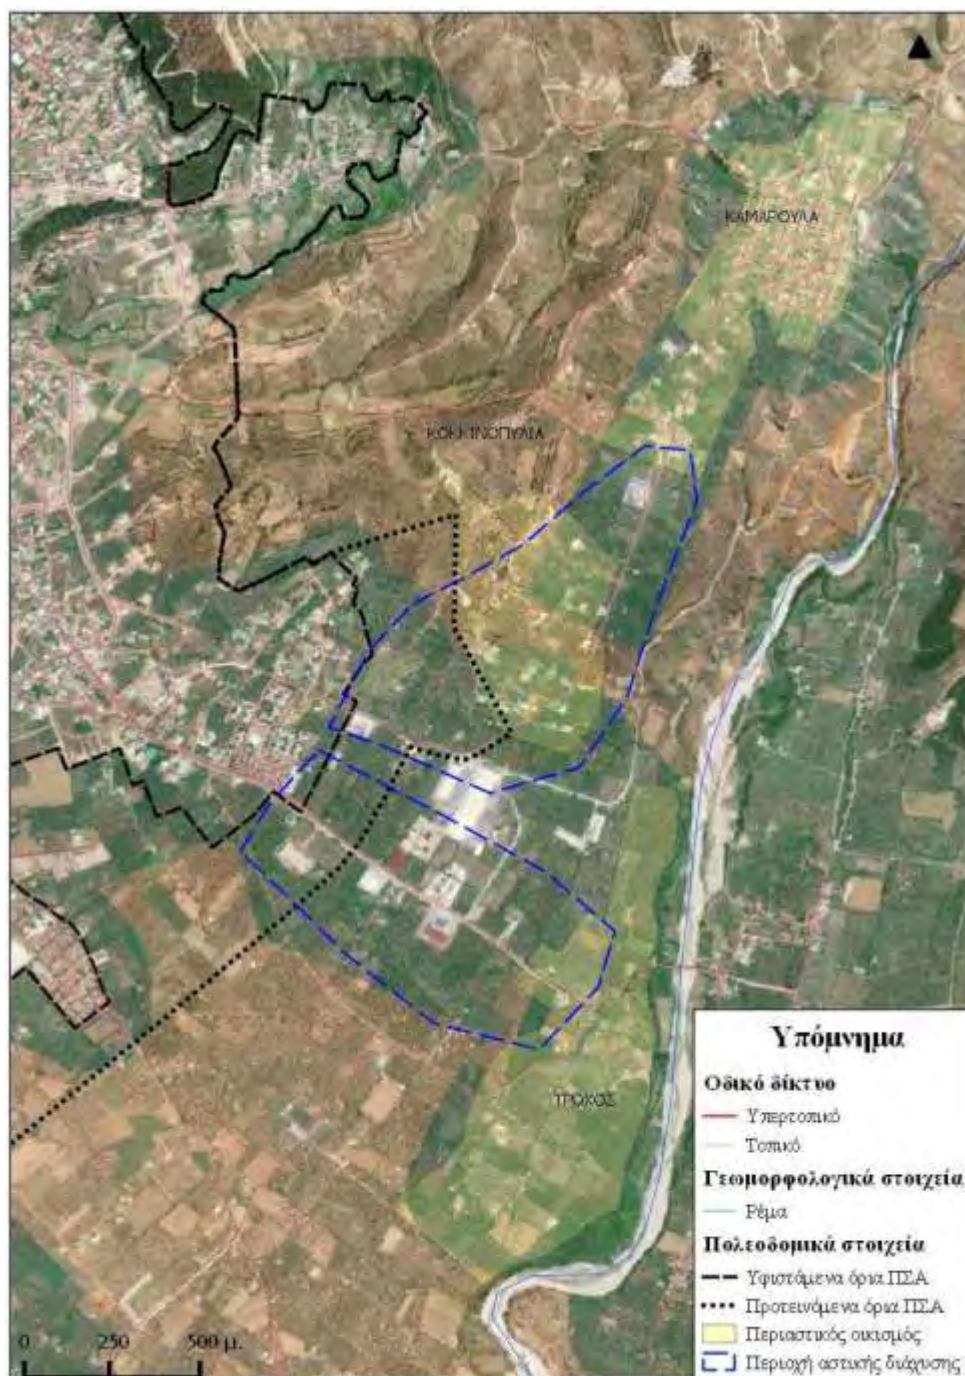 ΚΑΜΑΡΟΥΛΑ
ΚΟΚΚΙΝΟΠΥΛΙΑ
ΤΡΟΧΟΣ
Υπόμνημα
Οδικό δίκτυο
Υπερτοπικό
Τοπικό
Γεωμορφολογικά στοιχεία
Ρέμα
Πολεοδομικά στοιχεία
Υφιστάμενα όρια ΠΣΑ
Προτεινόμενα όρια ΠΣΑ
Περιαστικός οικισμός
Περιοχή αστικής διάχυσης
0 250 500 μ.